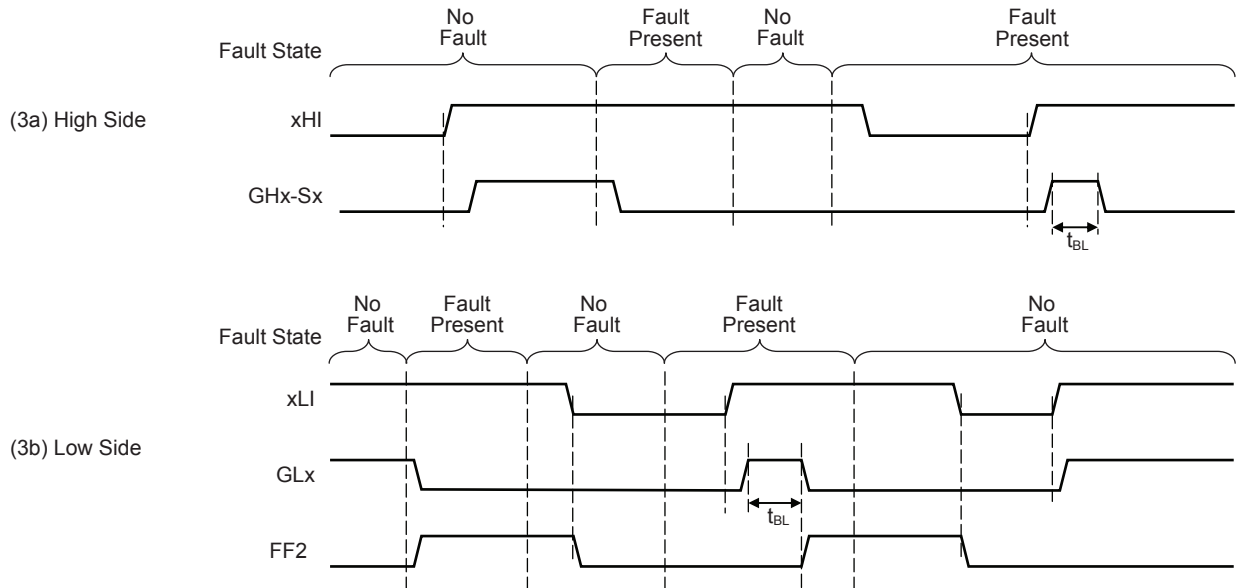 No
Fault
Fault
Present
No
Fault
Fault
Present
Fault State
(3a) High Side
xHI
GHx-Sx
tBL
No
Fault
Fault
Present
No
Fault
Fault
Present
No
Fault
Fault State
xLI
(3b) Low Side
GLx
tBL
FF2